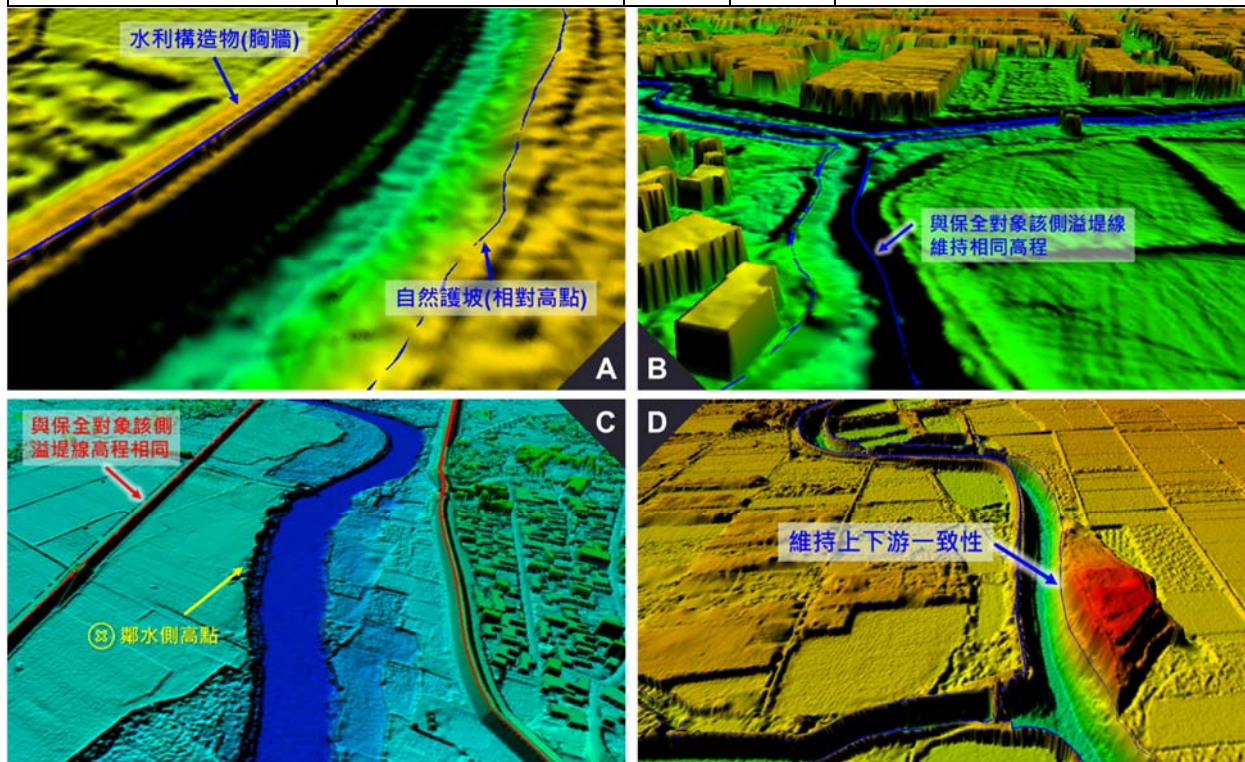 水利構造物(胸牆)
自然護坡(相對高點)
A
與保全對象該側溢堤線
維持相同高程
B
與保全對象該側
溢堤線高程相同
鄰水側高點
C
D
維持上下游一致性